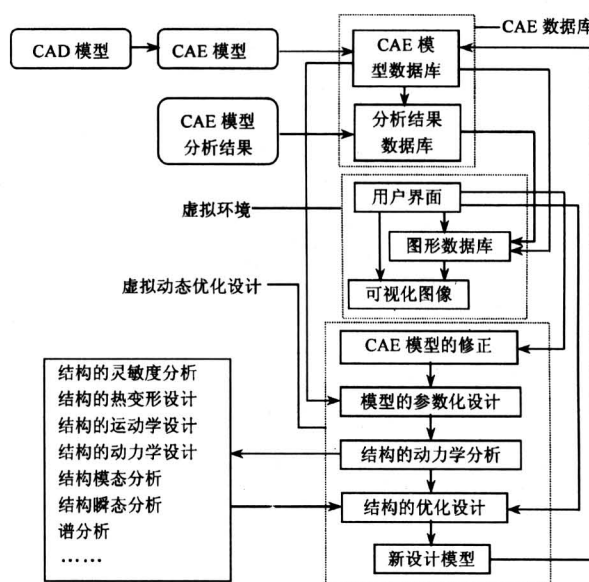 CAD 模型
CAE 模型
CAE 模
型数据库
CAE 数据库
CAE 模型
分析结果
分析结果
数据库
用户界面
虚拟环境
图形数据库
可视化图像
虚拟动态优化设计
CAE 模型的修正
模型的参数化设计
结构的动力学分析
结构的优化设计
新设计模型
结构的灵敏度分析
结构的热变形设计
结构的运动学设计
结构的动力学设计
结构模态分析
结构瞬态分析
谱分析
……